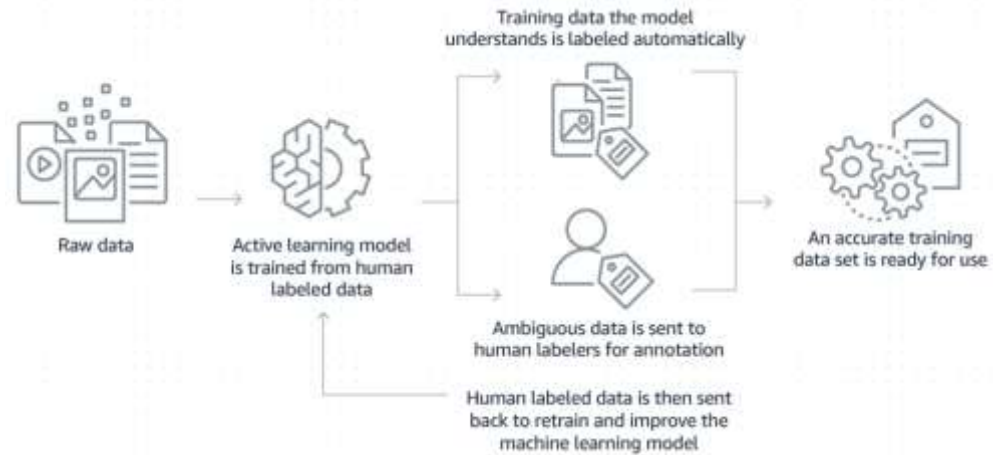 Training data the model
understands is labeled automatically
Raw data
Active learning model
is trained from human
labeled data
An accurate training
data set is ready for use
Ambiguous data is sent to
human labelers for annotation
Human labeled data is then sent
back to retrain and improve the
machine learning model